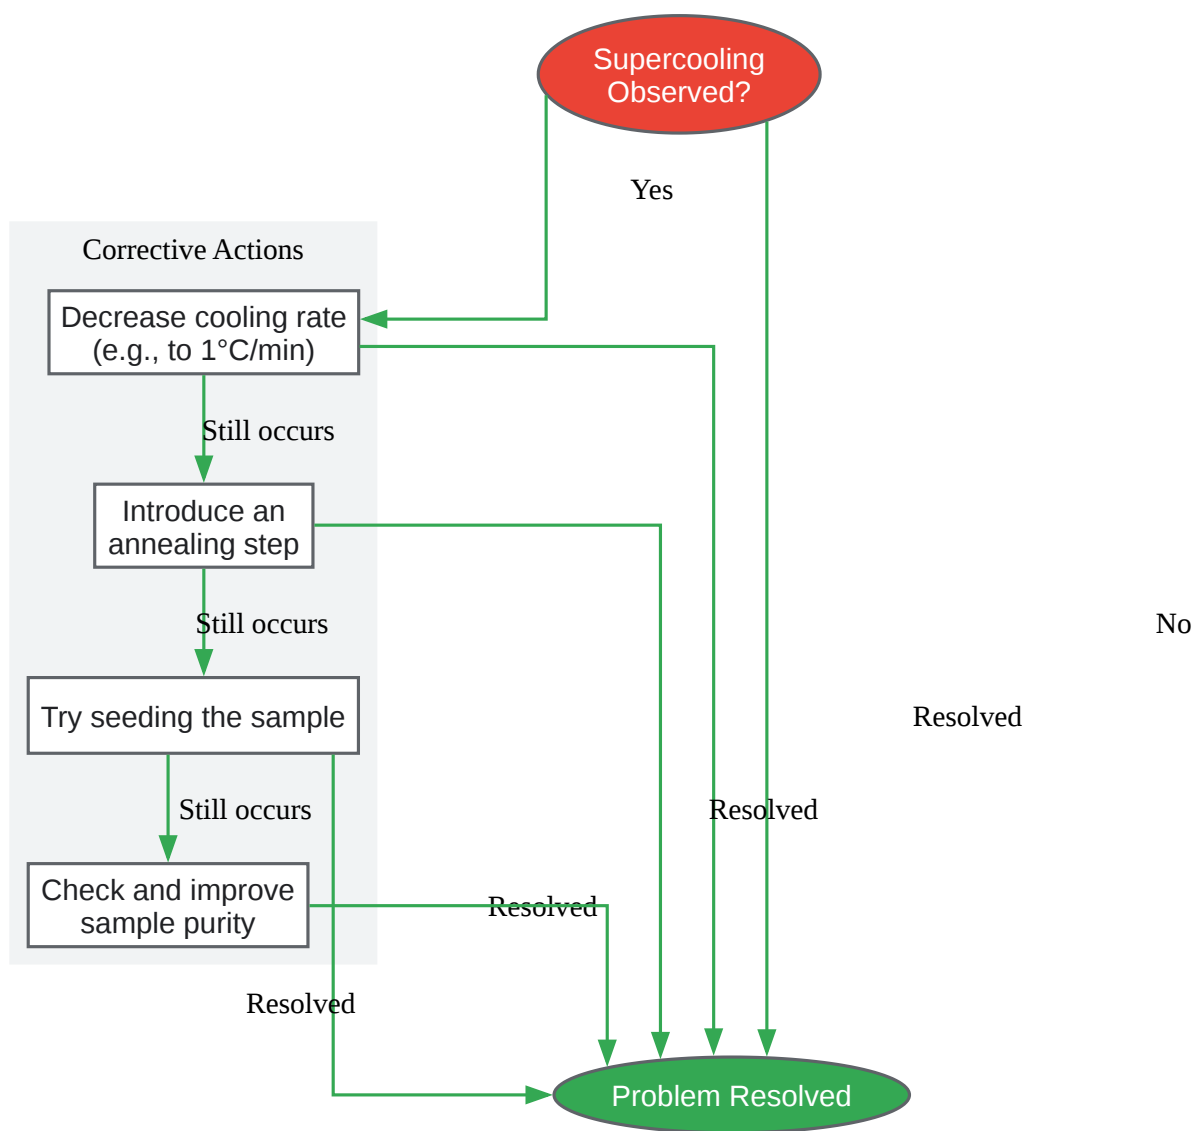 Supercooling
Observed?
Yes
Corrective Actions
Decrease cooling rate
(e.g., to 1°C/min)
Still occurs
Introduce an
annealing step
Still occurs
No
Try seeding the sample
Resolved
Still occurs
Resolved
Check and improve
sample purity
Resolved
Resolved
Problem Resolved